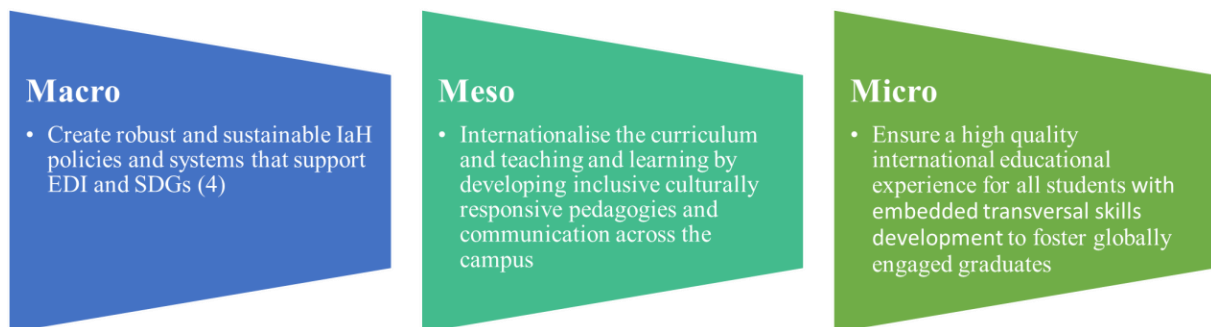 Macro
• Create robust and sustainable IaH
policies and systems that support
EDI and SDGs (4)
Meso
• Internationalise the curriculum
and teaching and learning by
developing inclusive culturally
responsive pedagogies and
communication across the
campus
Micro
• Ensure a high quality
international educational
experience for all students with
embedded transversal skills
development to foster globally
engaged graduates